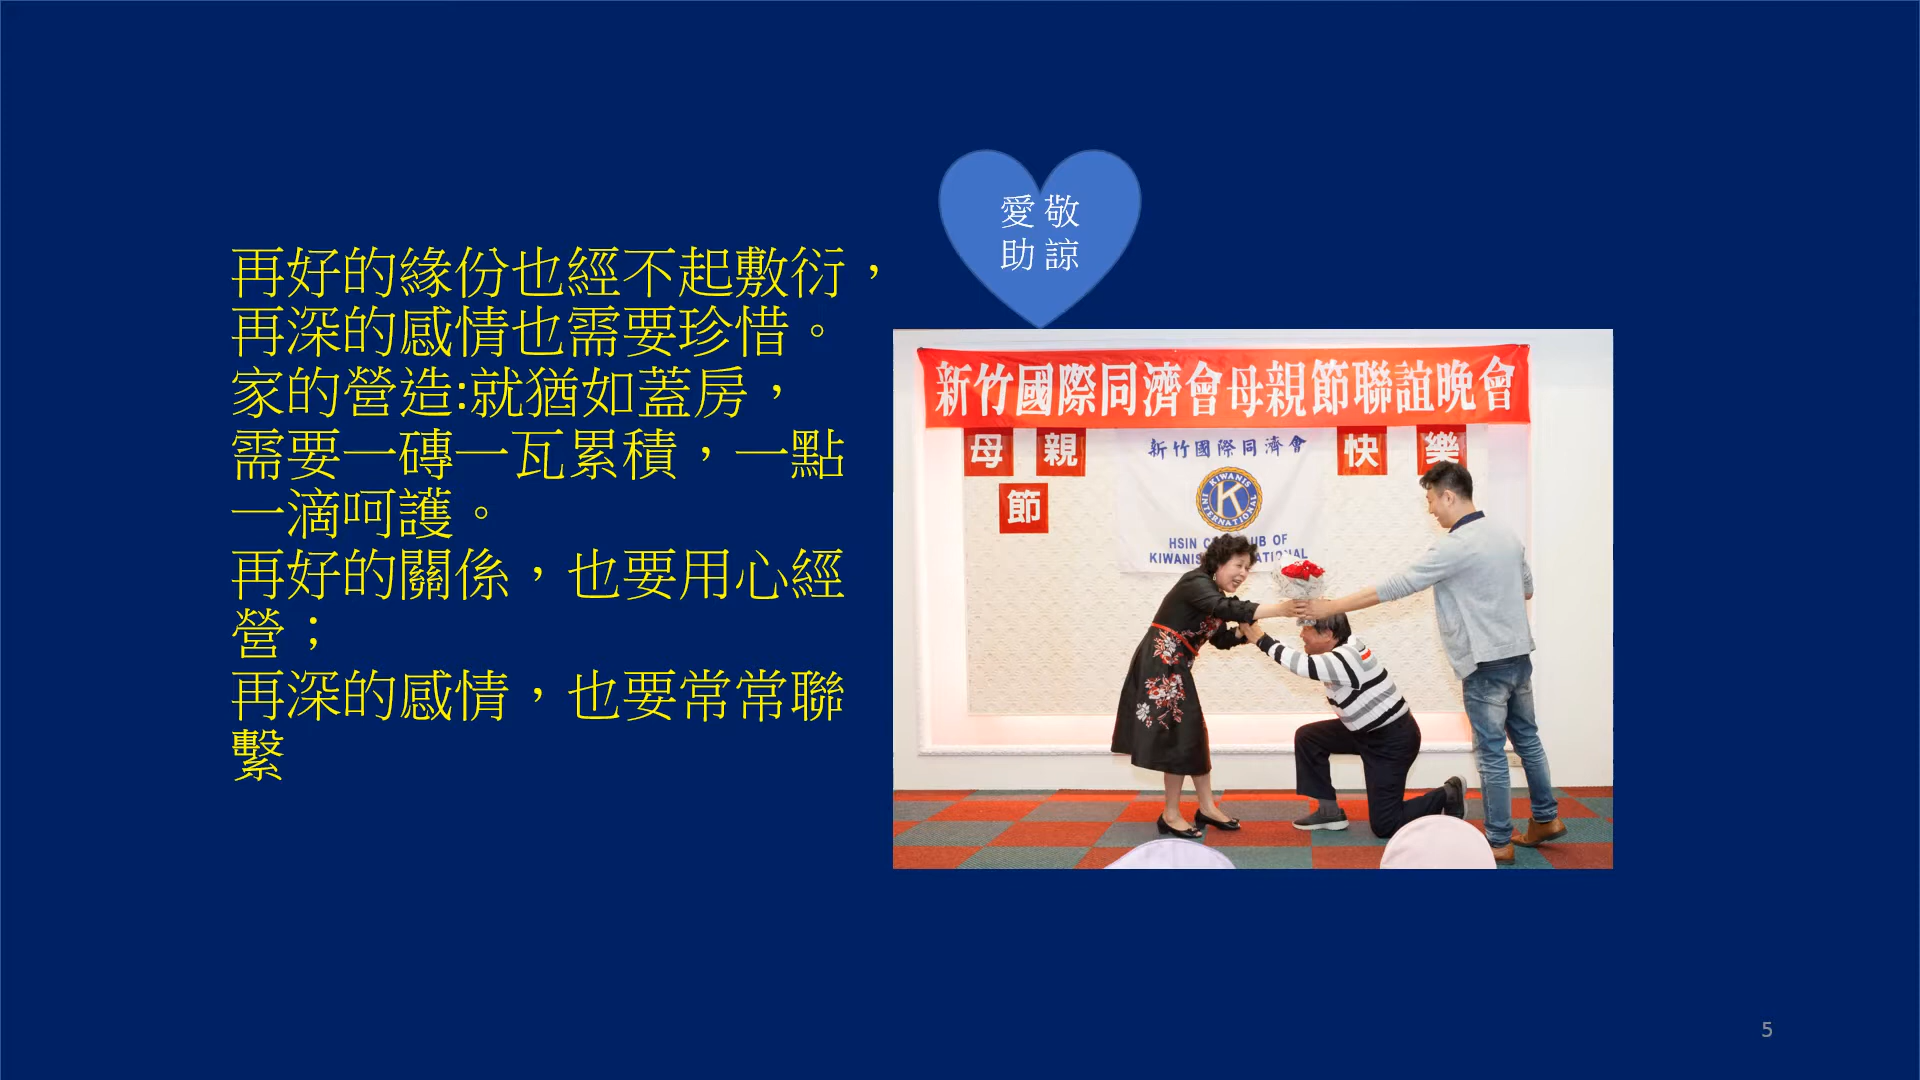 愛 敬
助 諒
再好的緣份也經不起敷衍，
再深的感情也需要珍惜。
家的營造:就猶如蓋房，
需要一磚一瓦累積，一點
一滴呵護。
再好的關係，也要用心經
營；
再深的感情，也要常常聯
繫
新竹國際同濟會母親節聯誼晚會
母 親 快 樂
節
新竹國際同濟會
KIWANIS INTERNATIONAL
K
HSIN C UB OF
KIWANIS NATIONAL
5